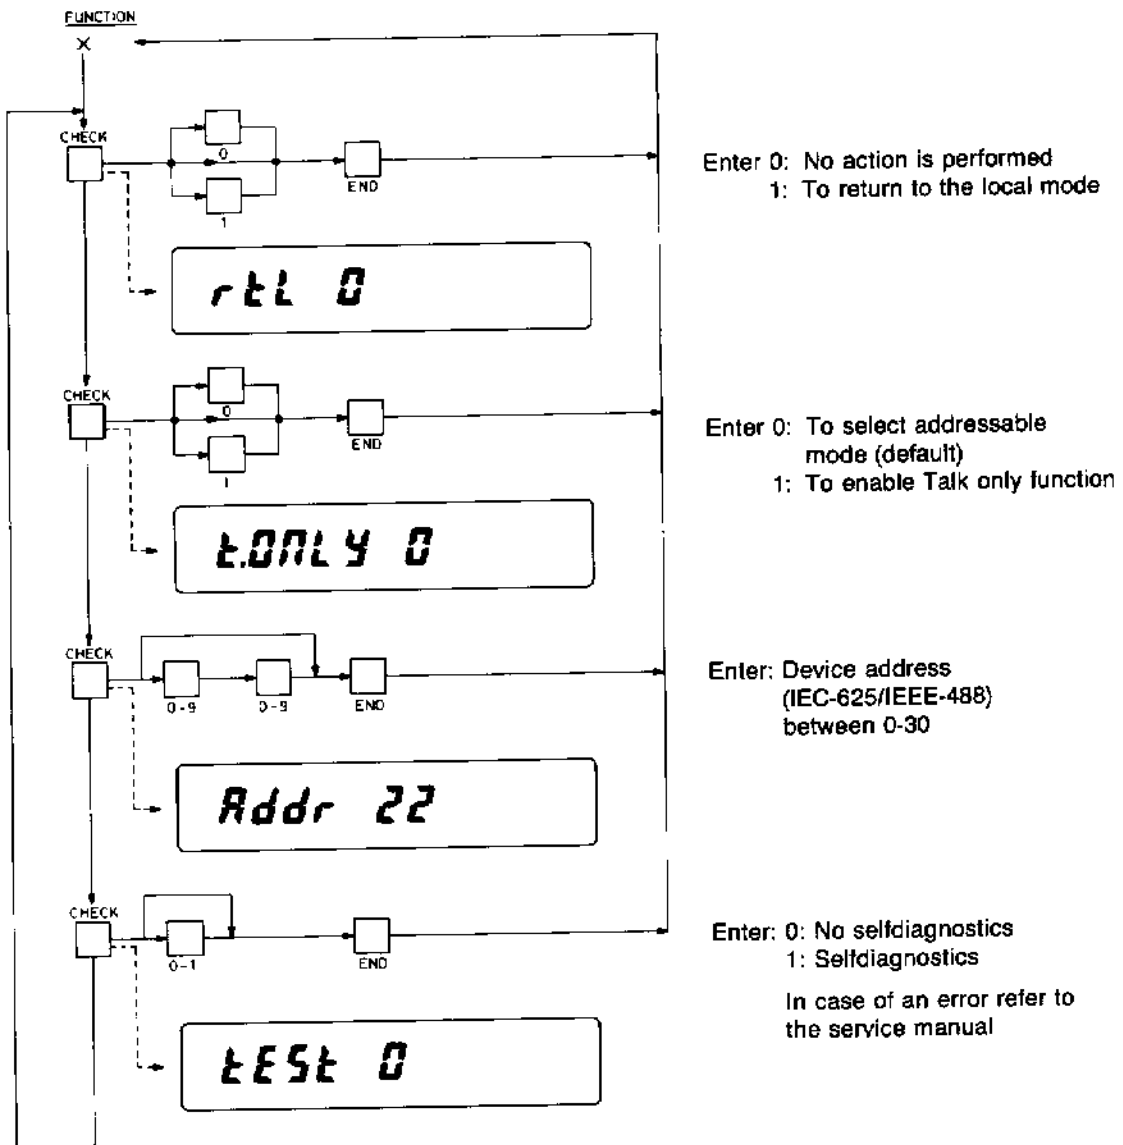 FUNCTION
X
CHECK
0
1
END
Enter 0: No action is performed
1: To return to the local mode
rtL 0
CHECK
0
1
END
Enter 0: To select addressable
mode (default)
1: To enable Talk only function
t.ONLY 0
CHECK
0-9
0-9
END
Enter: Device address
(IEC-625/IEEE-488)
between 0-30
Addr 22
CHECK
0-1
END
Enter: 0: No selfdiagnostics
1: Selfdiagnostics
In case of an error refer to
the service manual
tESt 0